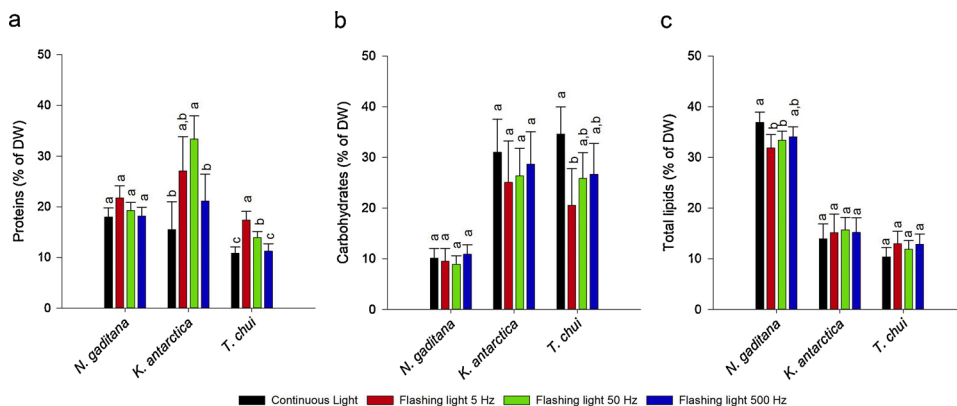 a
50
40
30
20
10
0
Proteins (% of DW)
a a a a
b a,b a b
c a b c
N. gaditana
K. antarctica
T. chui
b
50
40
30
20
10
0
Carbohydrates (% of DW)
a a a a
a a a a
a b a,b a,b
N. gaditana
K. antarctica
T. chui
c
50
40
30
20
10
0
Total lipids (% of DW)
a b b a,b
a a a a
a a a a
N. gaditana
K. antarctica
T. chui
Continuous Light Flashing light 5 Hz Flashing light 50 Hz Flashing light 500 Hz